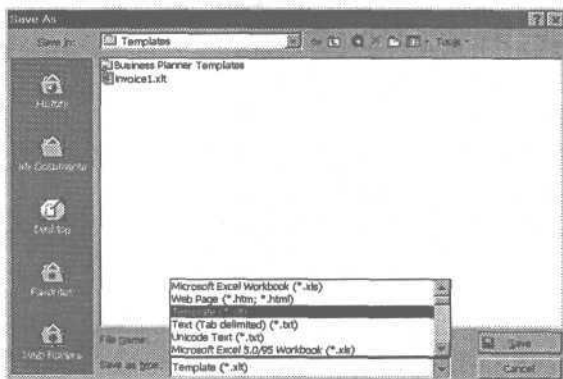 Save As
Save in:
Templates
Tools
Business Planner Templates
invoice1.xlt
History
My Documents
Desktop
Favorites
Web Folders
Microsoft Excel Workbook (*.xls)
Web Page (*.htm; *.html)
Template (*.xlt)
Text (Tab delimited) (*.txt)
Unicode Text (*.txt)
Microsoft Excel 5.0/95 Workbook (*.xls)
File name:
Save
Save as type:
Template (*.xlt)
Cancel